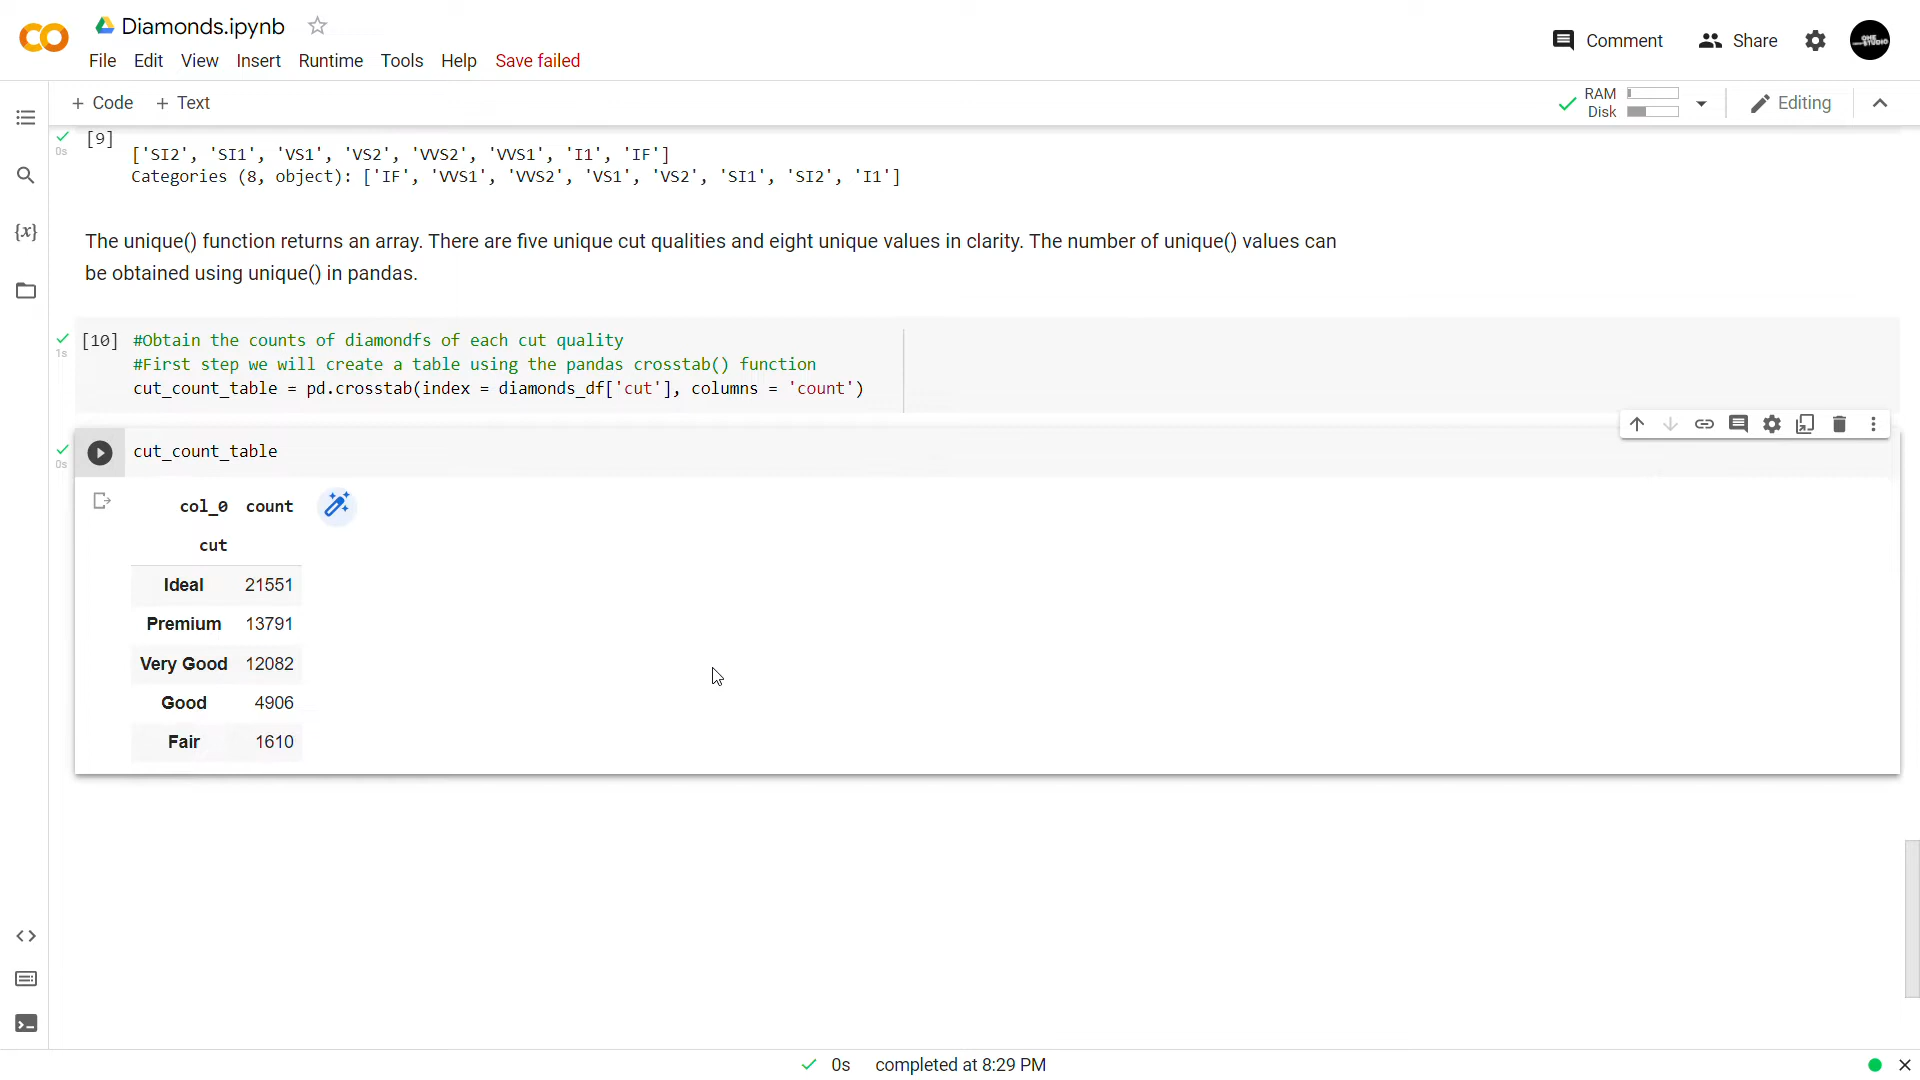 Diamonds.ipynb
File Edit View Insert Runtime Tools Help Save failed
Comment Share
+ Code + Text
RAM
Disk
Editing
[9]
0s
['SI2', 'SI1', 'VS1', 'VS2', 'VVS2', 'VVS1', 'I1', 'IF']
Categories (8, object): ['IF', 'VVS1', 'VVS2', 'VS1', 'VS2', 'SI1', 'SI2', 'I1']
{x}
The unique() function returns an array. There are five unique cut qualities and eight unique values in clarity. The number of unique() values can
be obtained using unique() in pandas.
[10] #Obtain the counts of diamondfs of each cut quality
1s
#First step we will create a table using the pandas crosstab() function
cut_count_table = pd.crosstab(index = diamonds_df['cut'], columns = 'count')
cut_count_table
0s
col_0 count
cut
Ideal 21551
Premium 13791
Very Good 12082
Good 4906
Fair 1610
0s completed at 8:29 PM